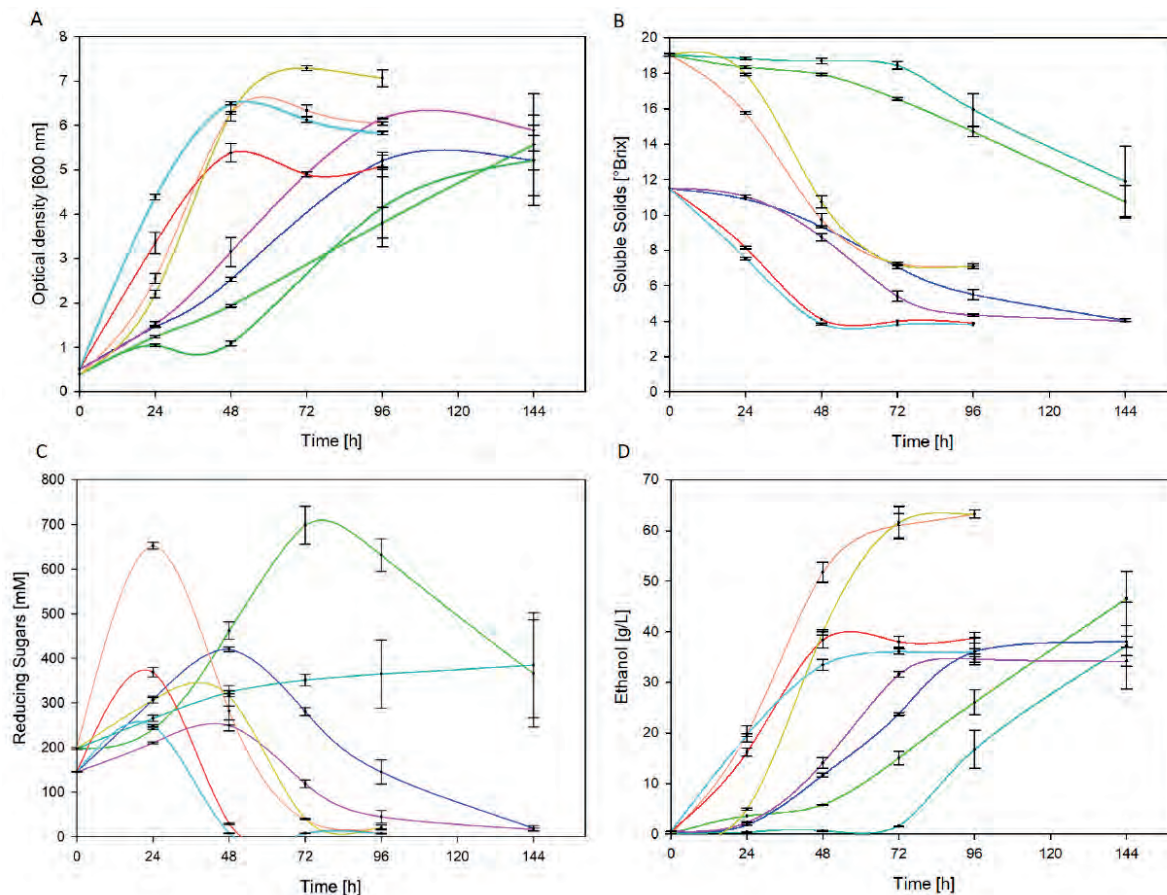 A
8
7
6
5
4
3
2
1
0
Optical density [600 nm]
0 24 48 72 96 120 144
Time [h]
B
20
18
16
14
12
10
8
6
4
2
0
Soluble Solids [°Brix]
0 24 48 72 96 120 144
Time [h]
C
800
700
600
500
400
300
200
100
0
Reducing Sugars [mM]
0 24 48 72 96 120 144
Time [h]
D
70
60
50
40
30
20
10
0
Ethanol [g/L]
0 24 48 72 96 120 144
Time [h]